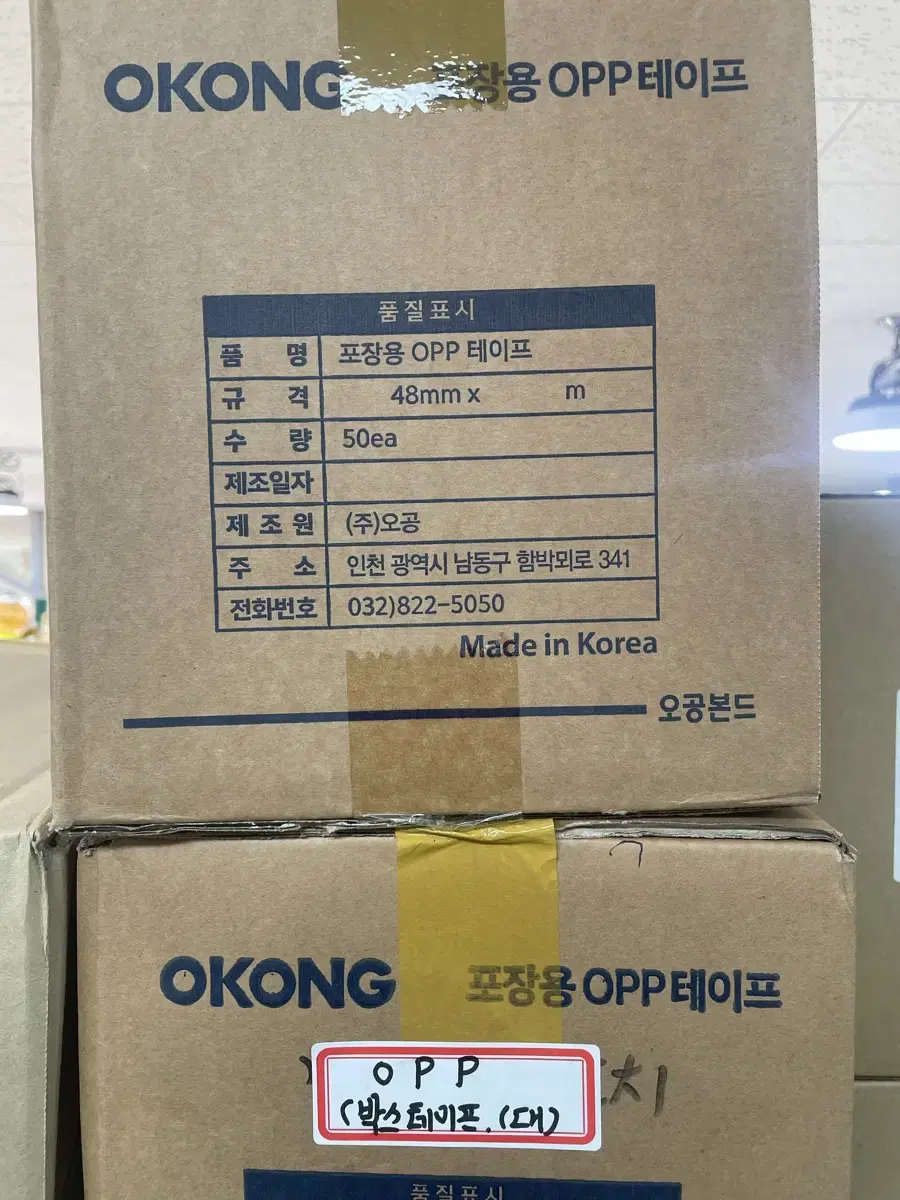 OKONG 포장용 OPP테이프
품질표시
품 명 포장용 OPP 테이프
규 격 48mm x m
수 량 50ea
제조일자
제 조 원 (주)오공
주 소 인천 광역시 남동구 함박뫼로 341
전화번호 032)822-5050
Made in Korea
오공본드
OKONG 포장용 OPP테이프
OPP
(박스테이프.(대)
품질표시